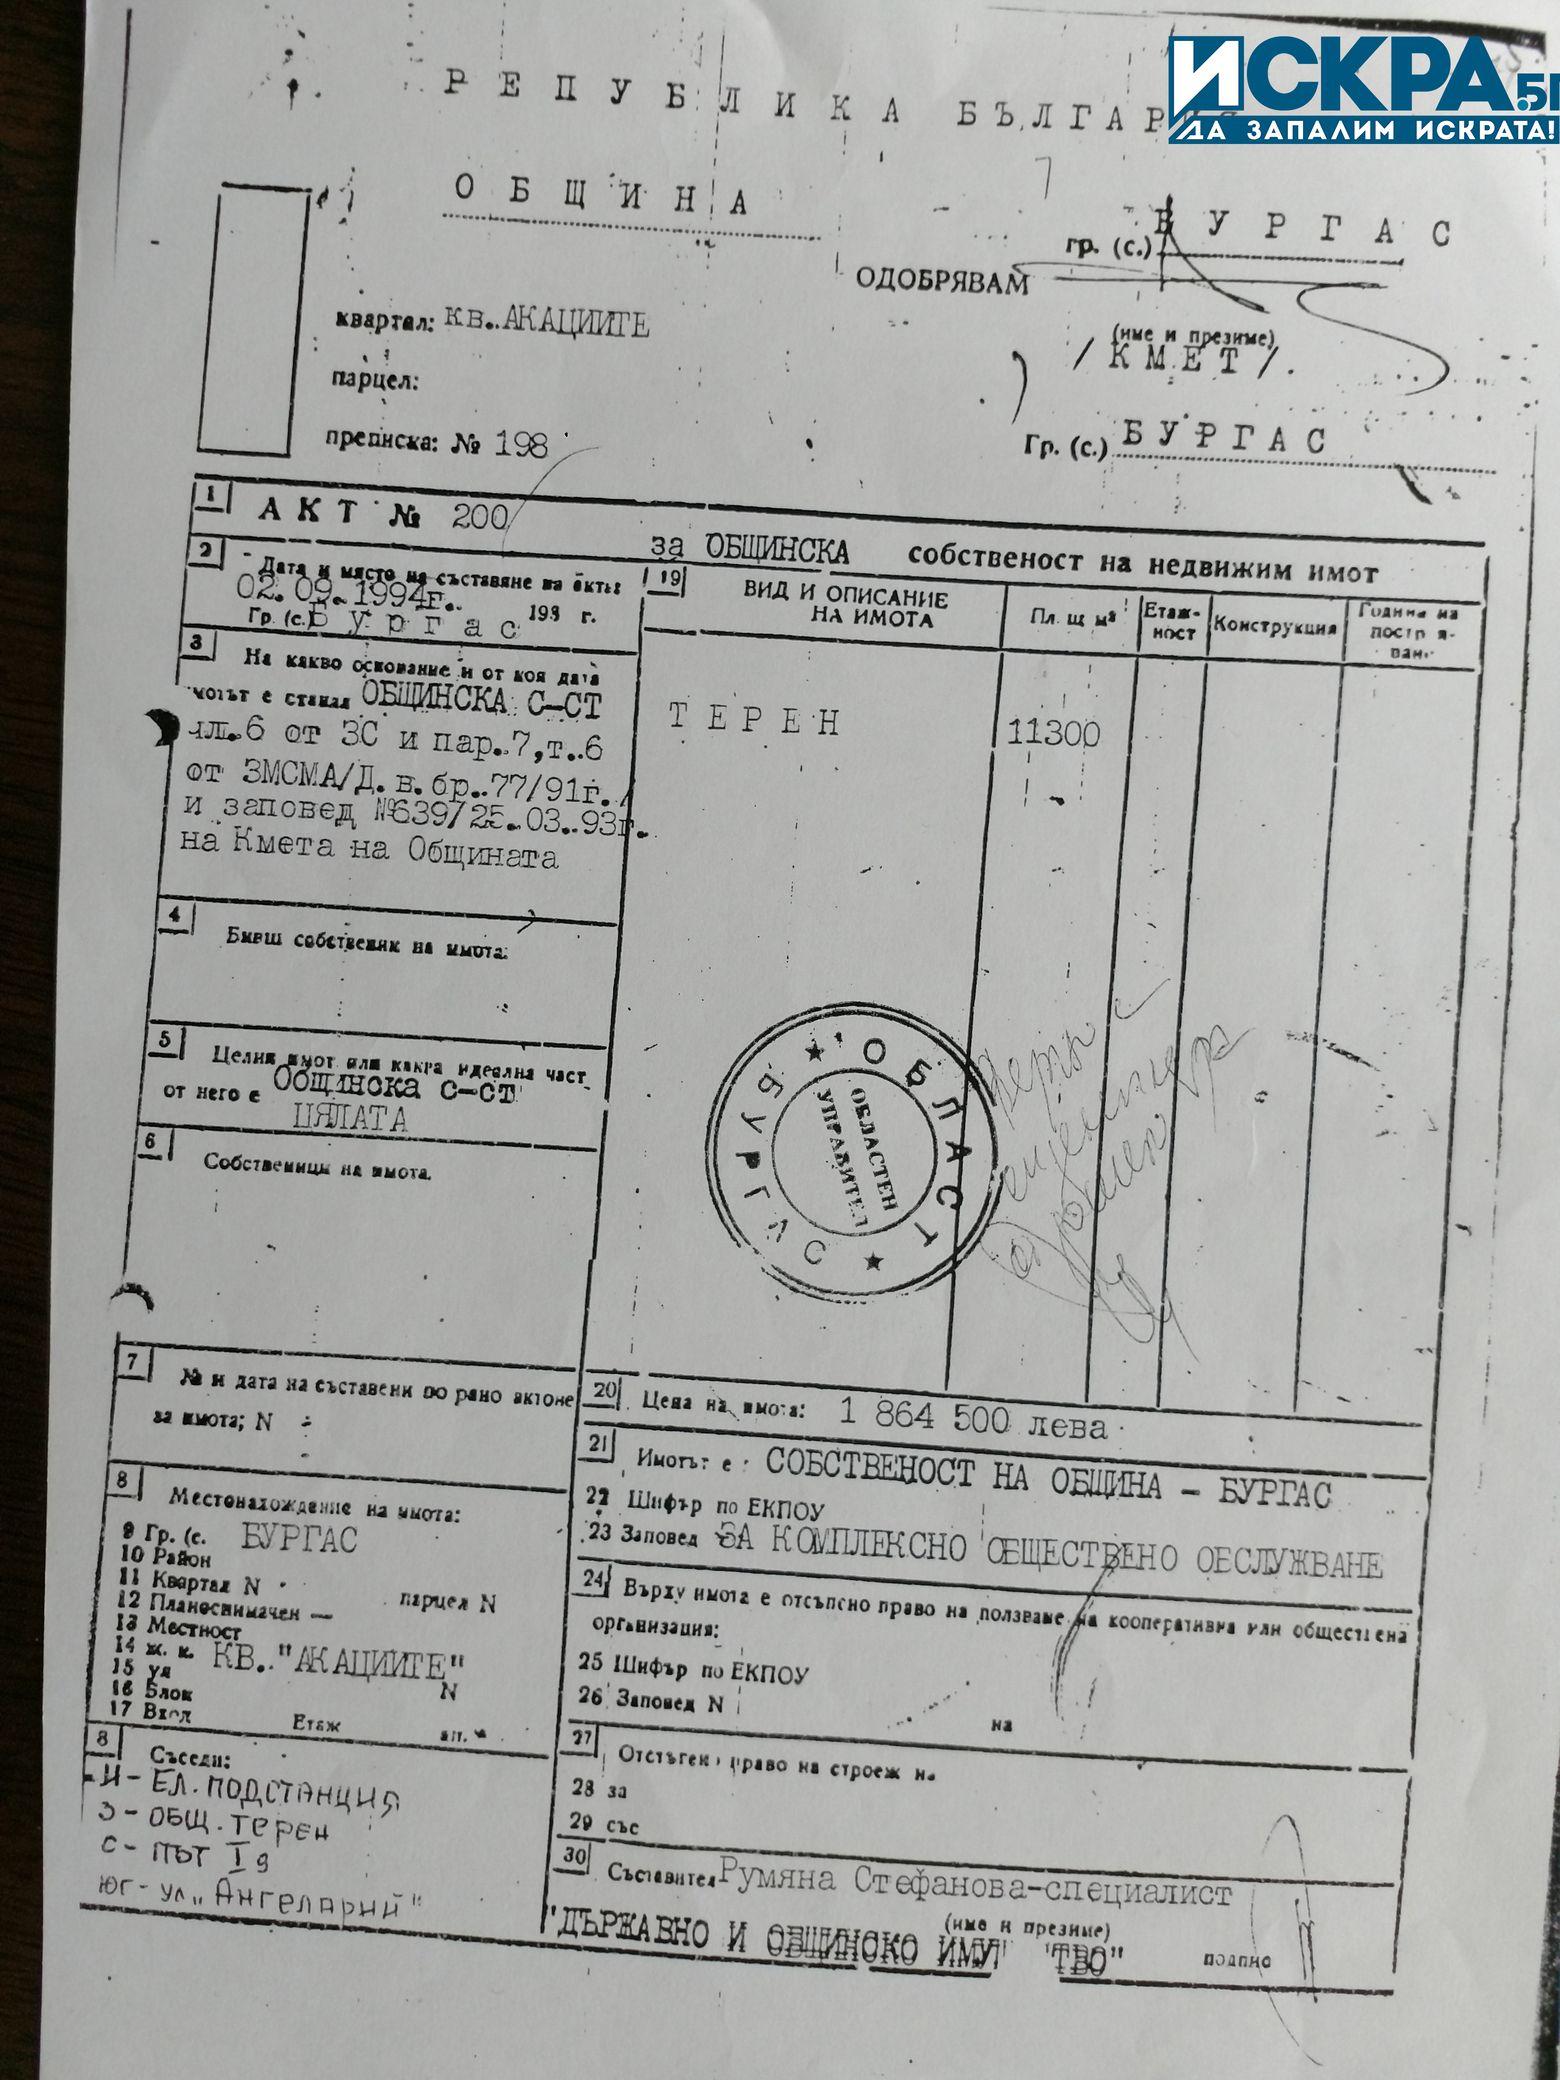 ИСКРА.БГ
ДА ЗАПАЛИМ ИСКРАТА!
РЕПУБЛИКА БЪЛГАРИЯ
ОБЩИНА
гр. (с.) БУРГАС
ОДОБРЯВАМ
(име и презиме)
/КМЕТ/.
Гр. (с.) БУРГАС
квартал: кв..АКАЦИИТЕ
парцел:
преписка: № 198
1 АКТ № 200
за ОБЩИНСКА собственост на недвижим имот
2 Дата и място на съставяне на акта:
02.09.1994г.. 198 г.
Гр. (с.) Бургас
3 На какво основание и от коя дата
имотът е станал ОБЩИНСКА С-СТ
чл.6 от ЗС и пар..7,т..6
от ЗМСМА/Д.в.бр..77/91г./
и заповед №639/25.03.93г.
на Кмета на Общината
4 Бивш собственик на имота:
5 Целия имот или каква идеална част
от него е Общинска с-ст
ЦЯЛАТА
6 Собственици на имота.
7 № и дата на съставени по рано актове
за имота; N
8 Местонахождение на имота:
9 Гр. (с. БУРГАС
10 Район
11 Квартал N парцел N
12 Планоснимачен —
13 Местност
14 ж. к. КВ.."АКАЦИИТЕ"
15 ул N
16 Блок
17 Вход Етаж ап.
8 Съседи:
И - ЕЛ. ПОДСТАНЦИЯ
З - ОБЩ. ТЕРЕН
С - ПЪТ I 9
ЮГ - УЛ „АНГЕЛАРИЙ"
19 ВИД И ОПИСАНИЕ
НА ИМОТА
Площ м²
Етаж-
ност
Конструкция
Година на
постро я-
ване
ТЕРЕН 11300
ОБЛАСТ БУРГАС
ОБЛАСТЕН
УПРАВИТЕЛ
20 Цена на имота: 1 864 500 лева
21 Имотът е: СОБСТВЕНОСТ НА ОБЩИНА - БУРГАС
22 Шифър по ЕКПОУ
23 Заповед ЗА КОМПЛЕКСНО ОБЩЕСТВЕНО ОБСЛУЖВАНЕ
24 Върху имота е отсъпено право на ползване на кооперативна или обществена
организация:
25 Шифър по ЕКПОУ
26 Заповед N на
27 Отстъпено право на строеж на
28 за
29 със
30 Съставител Румяна Стефанова-специалист
(име и презиме)
"ДЪРЖАВНО И ОБЩИНСКО ИМУЩЕСТВО" подпис